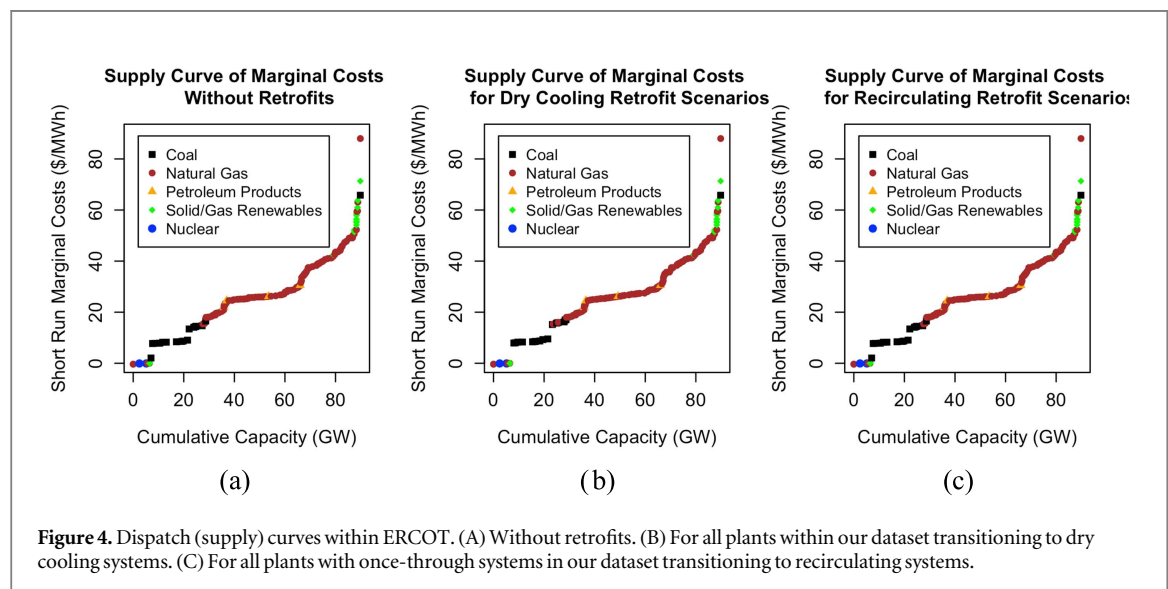 Supply Curve of Marginal Costs
Without Retrofits
Short Run Marginal Costs ($/MWh)
0 20 40 60 80
Coal
Natural Gas
Petroleum Products
Solid/Gas Renewables
Nuclear
0 20 40 60 80
Cumulative Capacity (GW)
(a)
Supply Curve of Marginal Costs
for Dry Cooling Retrofit Scenarios
Short Run Marginal Costs ($/MWh)
0 20 40 60 80
Coal
Natural Gas
Petroleum Products
Solid/Gas Renewables
Nuclear
0 20 40 60 80
Cumulative Capacity (GW)
(b)
Supply Curve of Marginal Costs
for Recirculating Retrofit Scenarios
Short Run Marginal Costs ($/MWh)
0 20 40 60 80
Coal
Natural Gas
Petroleum Products
Solid/Gas Renewables
Nuclear
0 20 40 60 80
Cumulative Capacity (GW)
(c)
Figure 4. Dispatch (supply) curves within ERCOT. (A) Without retrofits. (B) For all plants within our dataset transitioning to dry
cooling systems. (C) For all plants with once-through systems in our dataset transitioning to recirculating systems.